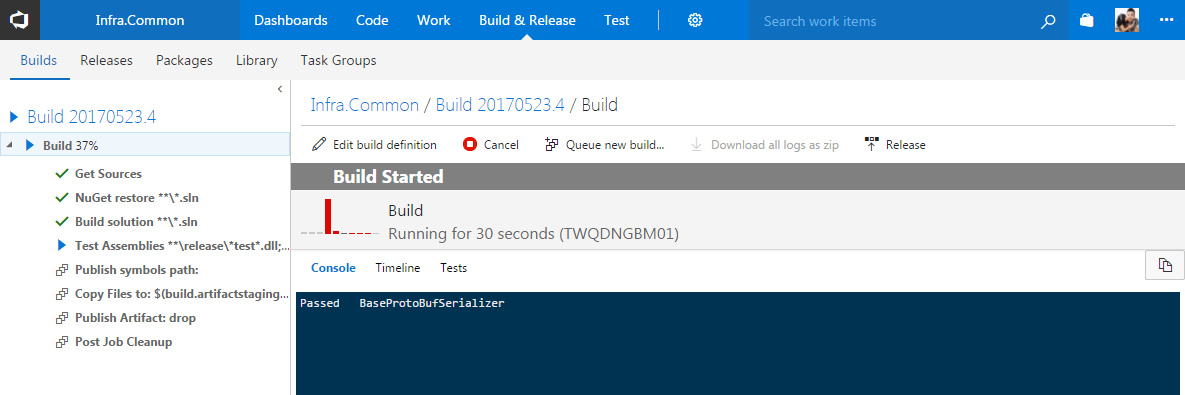 Infra.Common Dashboards Code Work Build & Release Test Search work items
Builds Releases Packages Library Task Groups
Build 20170523.4
Build 37%
Get Sources
NuGet restore **\*.sln
Build solution **\*.sln
Test Assemblies **\release\*test*.dll;...
Publish symbols path:
Copy Files to: $(build.artifactstaging...
Publish Artifact: drop
Post Job Cleanup
Infra.Common / Build 20170523.4 / Build
Edit build definition Cancel Queue new build... Download all logs as zip Release
Build Started
Build
Running for 30 seconds (TWQDNGBM01)
Console Timeline Tests
Passed BaseProtoBufSerializer